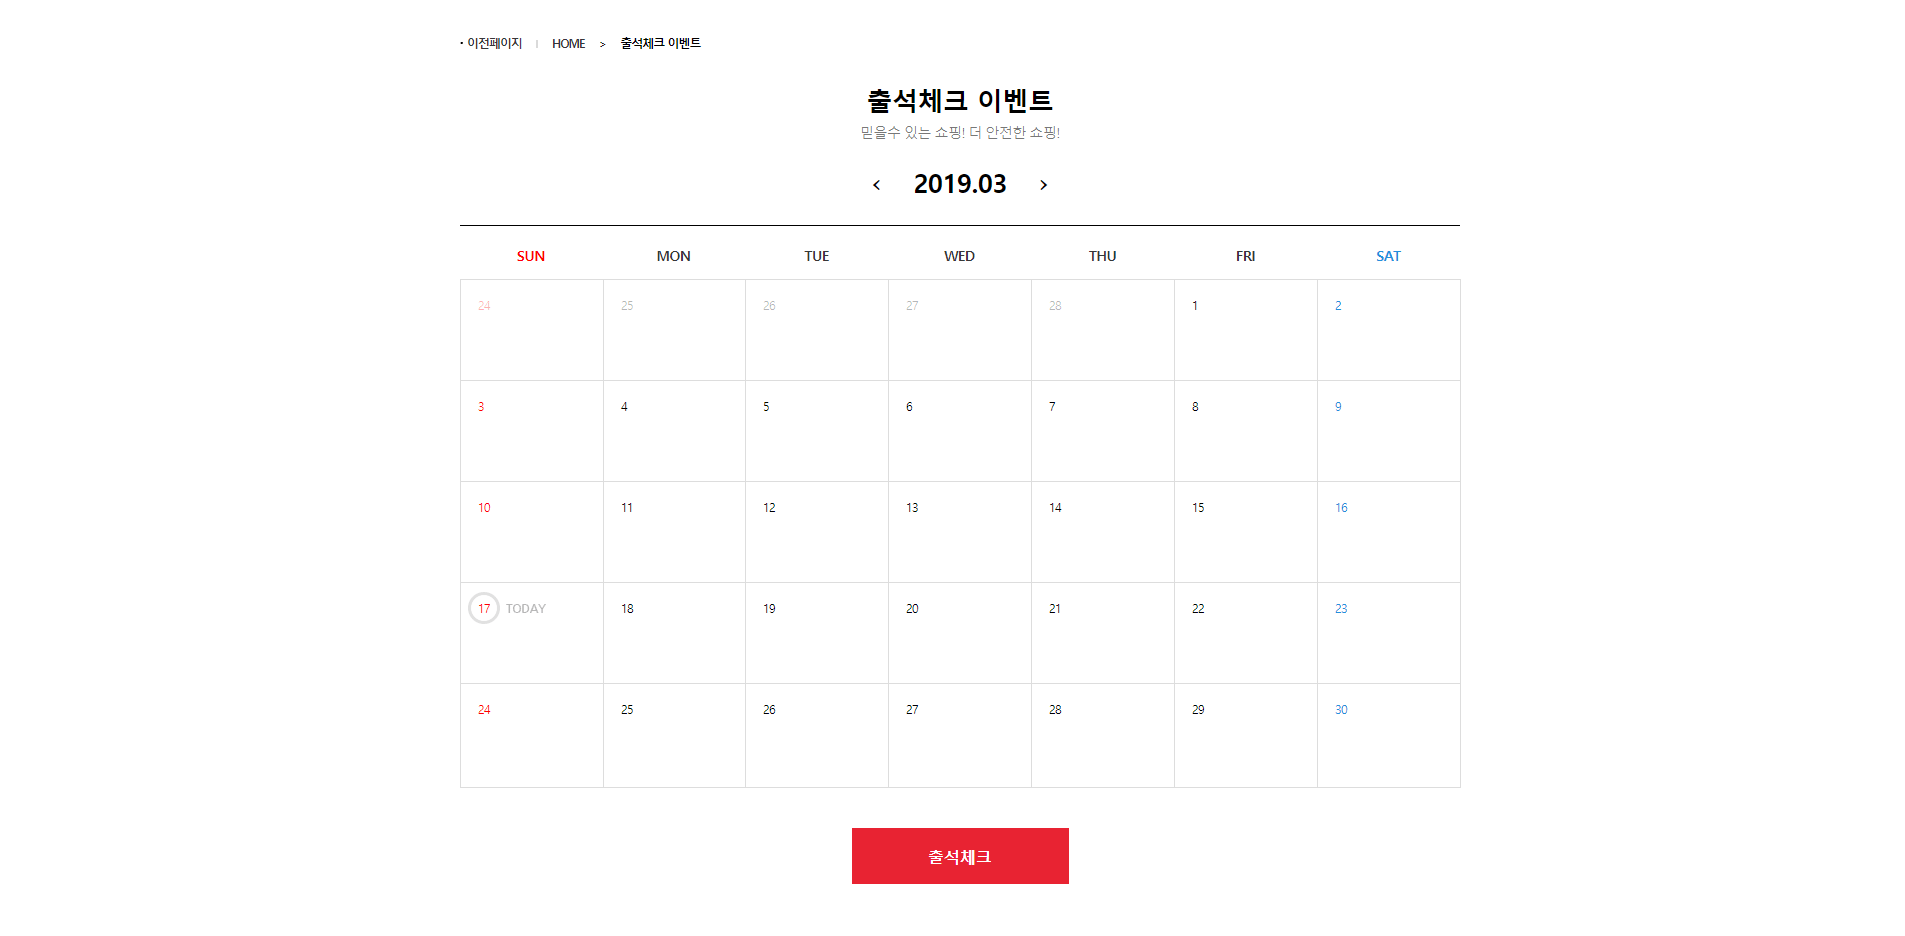 · 이전페이지 | HOME > 출석체크 이벤트
출석체크 이벤트
믿을수 있는 쇼핑! 더 안전한 쇼핑!
< 2019.03 >
SUN MON TUE WED THU FRI SAT
24 25 26 27 28 1 2
3 4 5 6 7 8 9
10 11 12 13 14 15 16
17 TODAY 18 19 20 21 22 23
24 25 26 27 28 29 30
출석체크